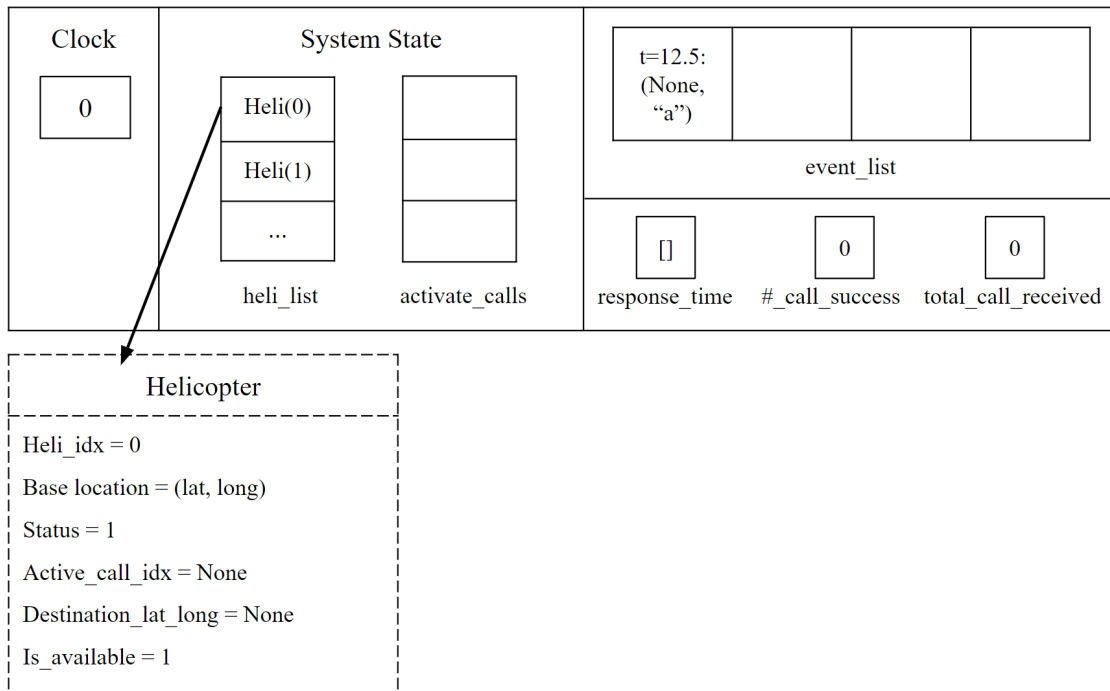 Clock
0
System State
Heli(0)
Heli(1)
...
heli_list
activate_calls
t=12.5:
(None,
“a”)
event_list
[]
response_time
0
#_call_success
0
total_call_received
Helicopter
Heli_idx = 0
Base location = (lat, long)
Status = 1
Active_call_idx = None
Destination_lat_long = None
Is_available = 1